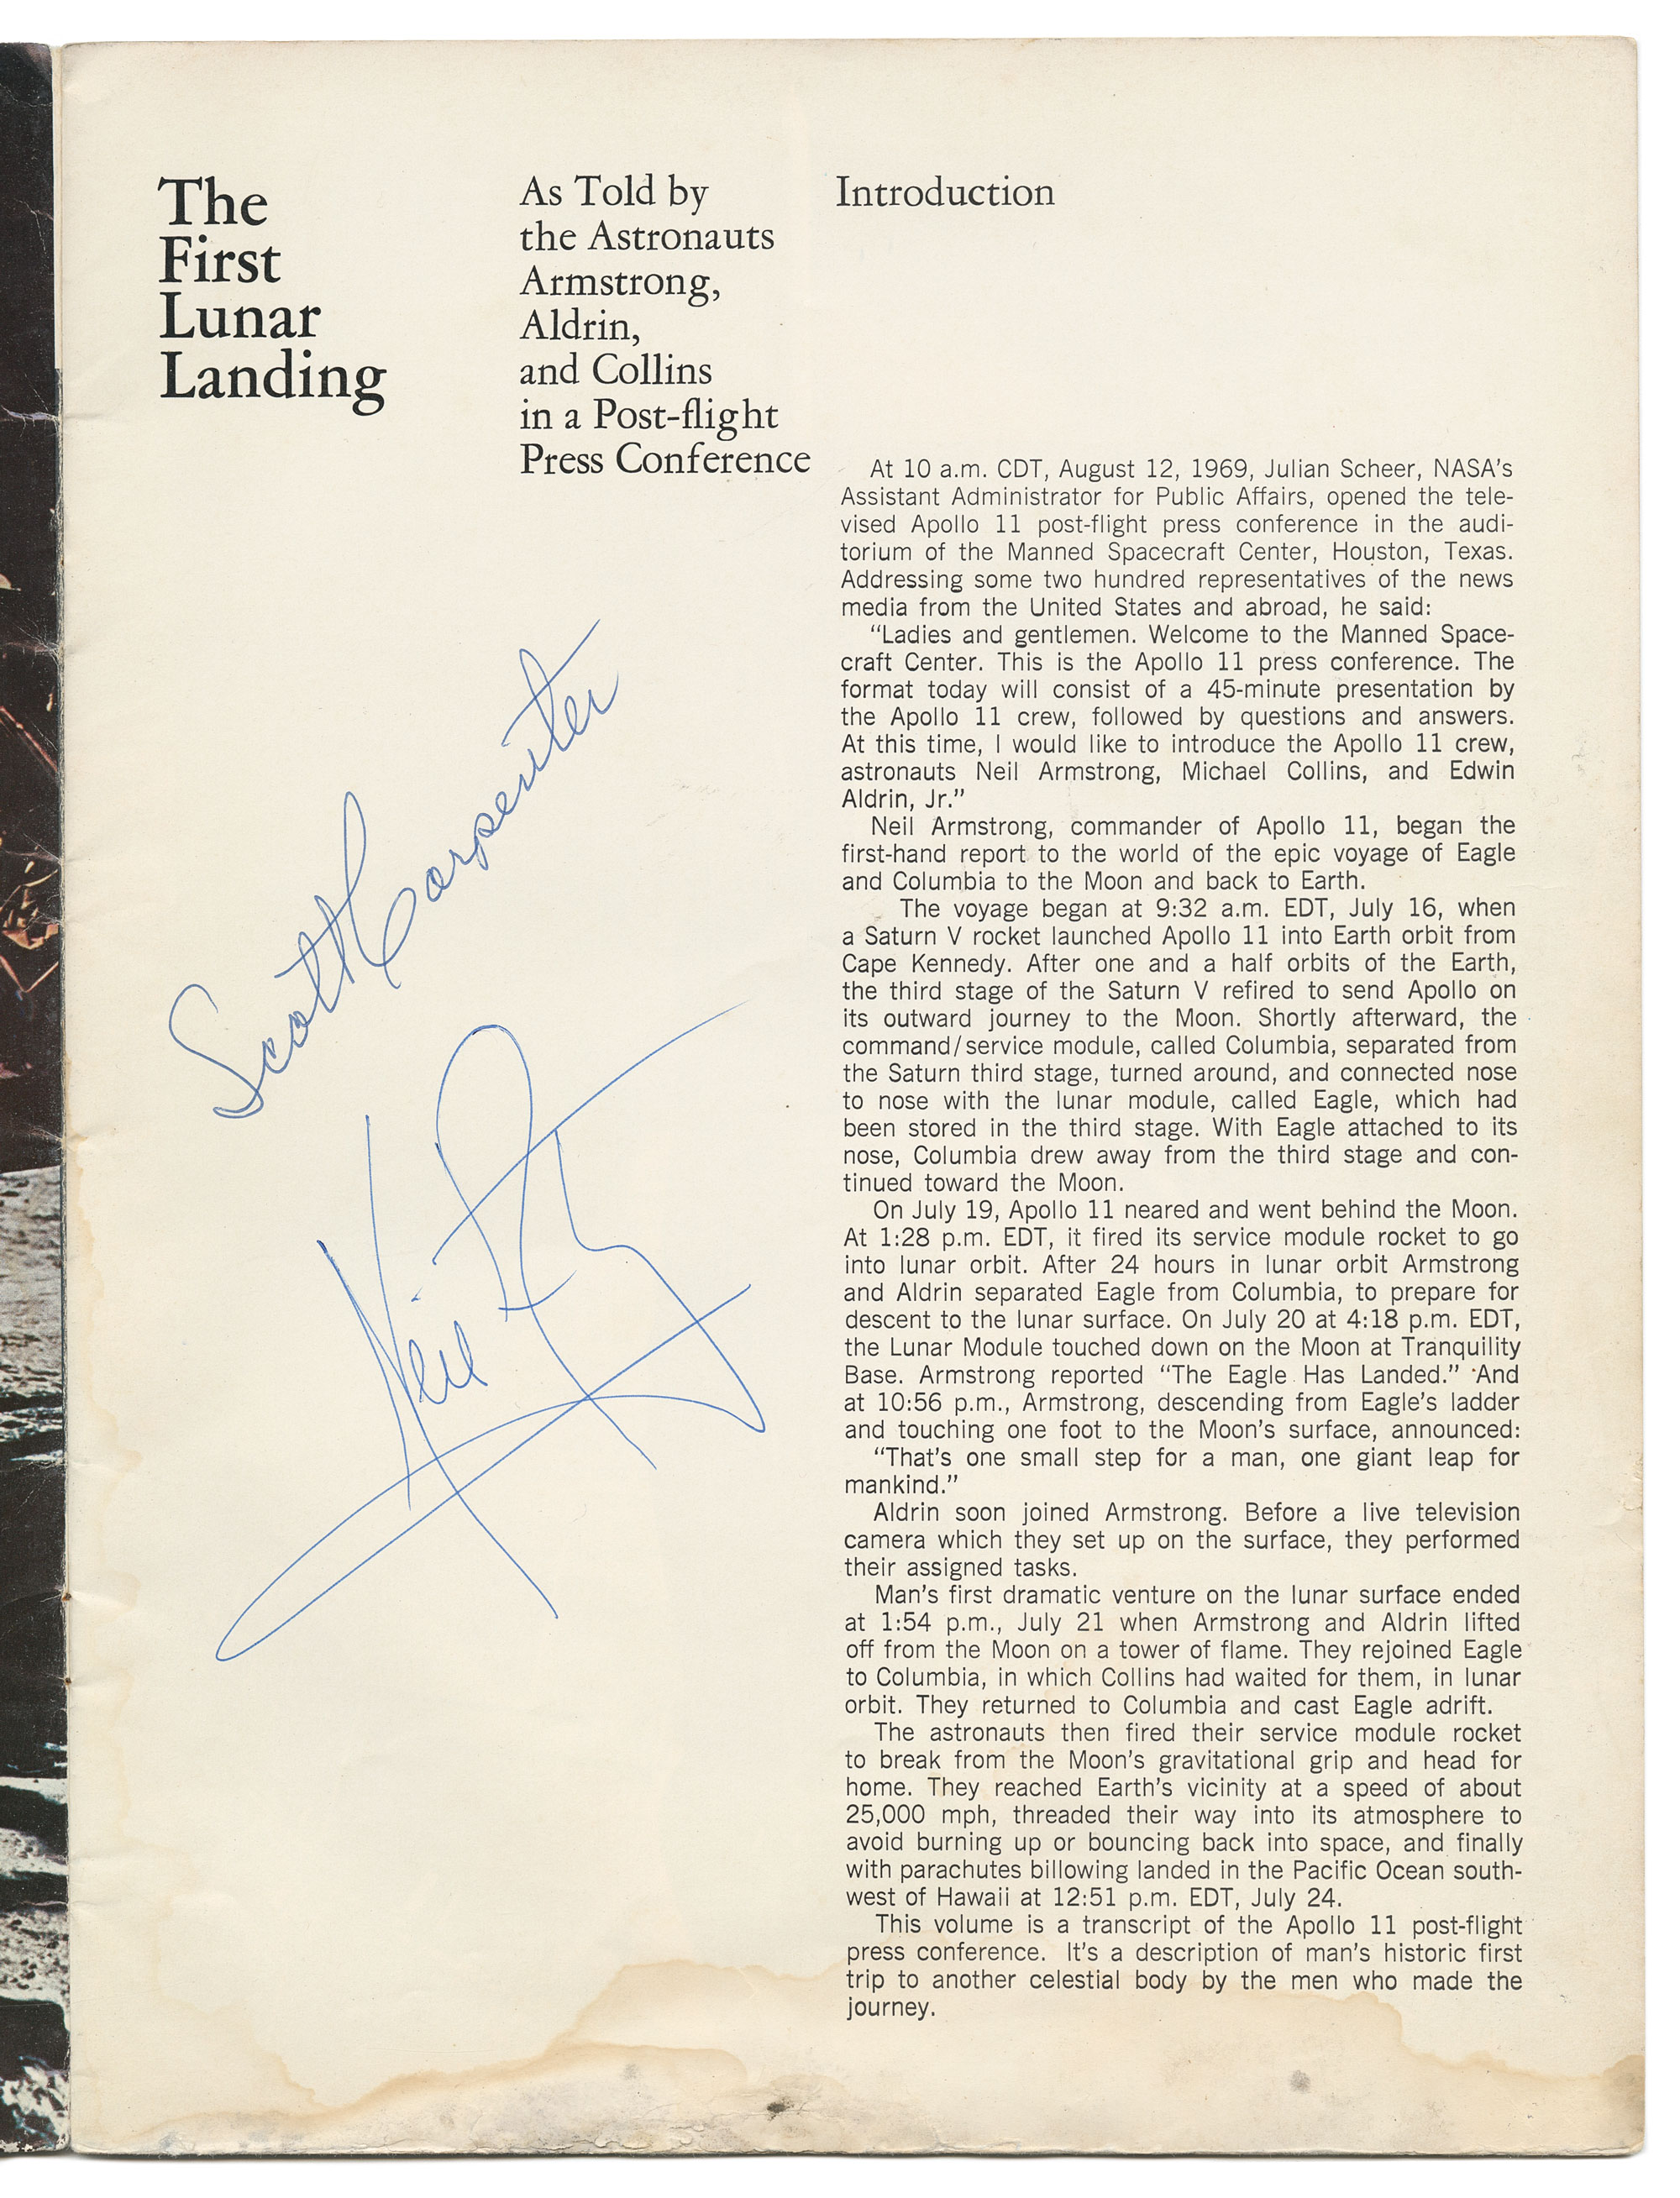 The
First
Lunar
Landing
As Told by
the Astronauts
Armstrong,
Aldrin,
and Collins
in a Post-flight
Press Conference
Introduction
At 10 a.m. CDT, August 12, 1969, Julian Scheer, NASA's
Assistant Administrator for Public Affairs, opened the tele-
vised Apollo 11 post-flight press conference in the audi-
torium of the Manned Spacecraft Center, Houston, Texas.
Addressing some two hundred representatives of the news
media from the United States and abroad, he said:
"Ladies and gentlemen. Welcome to the Manned Space-
craft Center. This is the Apollo 11 press conference. The
format today will consist of a 45-minute presentation by
the Apollo 11 crew, followed by questions and answers.
At this time, I would like to introduce the Apollo 11 crew,
astronauts Neil Armstrong, Michael Collins, and Edwin
Aldrin, Jr."
Neil Armstrong, commander of Apollo 11, began the
first-hand report to the world of the epic voyage of Eagle
and Columbia to the Moon and back to Earth.
The voyage began at 9:32 a.m. EDT, July 16, when
a Saturn V rocket launched Apollo 11 into Earth orbit from
Cape Kennedy. After one and a half orbits of the Earth,
the third stage of the Saturn V refired to send Apollo on
its outward journey to the Moon. Shortly afterward, the
command/service module, called Columbia, separated from
the Saturn third stage, turned around, and connected nose
to nose with the lunar module, called Eagle, which had
been stored in the third stage. With Eagle attached to its
nose, Columbia drew away from the third stage and con-
tinued toward the Moon.
On July 19, Apollo 11 neared and went behind the Moon.
At 1:28 p.m. EDT, it fired its service module rocket to go
into lunar orbit. After 24 hours in lunar orbit Armstrong
and Aldrin separated Eagle from Columbia, to prepare for
descent to the lunar surface. On July 20 at 4:18 p.m. EDT,
the Lunar Module touched down on the Moon at Tranquility
Base. Armstrong reported "The Eagle Has Landed." And
at 10:56 p.m., Armstrong, descending from Eagle's ladder
and touching one foot to the Moon's surface, announced:
"That's one small step for a man, one giant leap for
mankind."
Aldrin soon joined Armstrong. Before a live television
camera which they set up on the surface, they performed
their assigned tasks.
Man's first dramatic venture on the lunar surface ended
at 1:54 p.m., July 21 when Armstrong and Aldrin lifted
off from the Moon on a tower of flame. They rejoined Eagle
to Columbia, in which Collins had waited for them, in lunar
orbit. They returned to Columbia and cast Eagle adrift.
The astronauts then fired their service module rocket
to break from the Moon's gravitational grip and head for
home. They reached Earth's vicinity at a speed of about
25,000 mph, threaded their way into its atmosphere to
avoid burning up or bouncing back into space, and finally
with parachutes billowing landed in the Pacific Ocean south-
west of Hawaii at 12:51 p.m. EDT, July 24.
This volume is a transcript of the Apollo 11 post-flight
press conference. It's a description of man's historic first
trip to another celestial body by the men who made the
journey.
Scott Carpenter
Neil